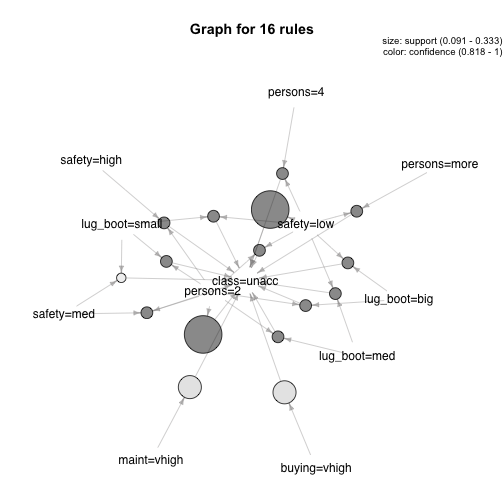 Graph for 16 rules
size: support (0.091 - 0.333)
color: confidence (0.818 - 1)
persons=4
safety=high
persons=more
lug_boot=small
safety=low
class=unacc
persons=2
lug_boot=big
safety=med
lug_boot=med
maint=vhigh
buying=vhigh